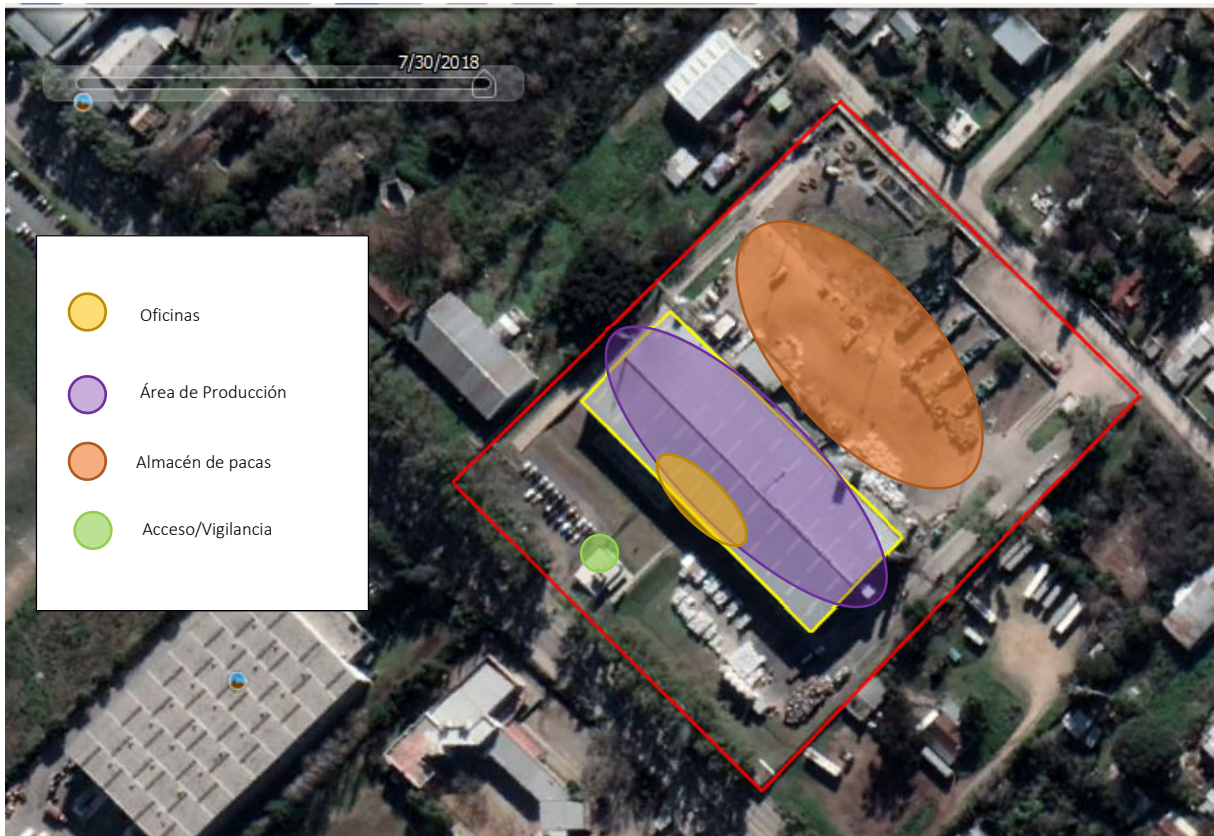 7/30/2018
Oficinas
Área de Producción
Almacén de pacas
Acceso/Vigilancia